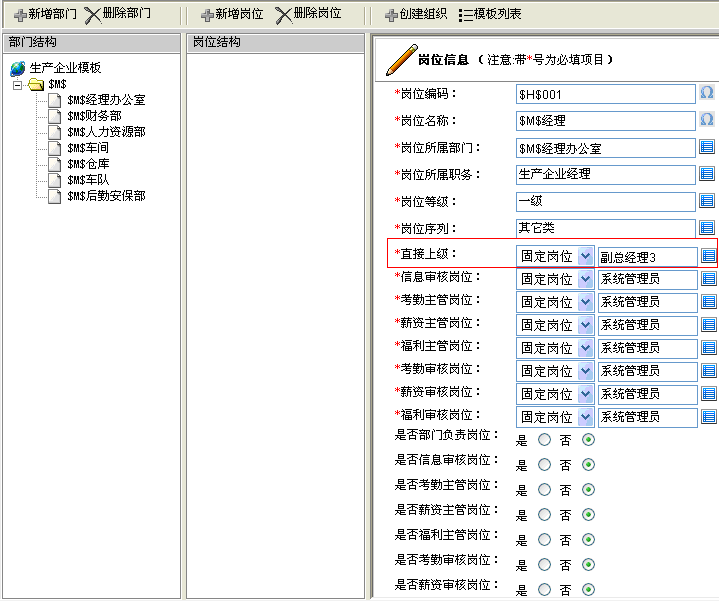 新增部门 删除部门 新增岗位 删除岗位 创建组织 模板列表
部门结构
生产企业模板
$M$
$M$经理办公室
$M$财务部
$M$人力资源部
$M$车间
$M$仓库
$M$车队
$M$后勤安保部
岗位结构
岗位信息 （注意:带*号为必填项目）
*岗位编码： $H$001
*岗位名称： $M$经理
*岗位所属部门： $M$经理办公室
*岗位所属职务： 生产企业经理
*岗位等级： 一级
*岗位序列： 其它类
*直接上级： 固定岗位 副总经理3
*信息审核岗位： 固定岗位 系统管理员
*考勤主管岗位： 固定岗位 系统管理员
*薪资主管岗位： 固定岗位 系统管理员
*福利主管岗位： 固定岗位 系统管理员
*考勤审核岗位： 固定岗位 系统管理员
*薪资审核岗位： 固定岗位 系统管理员
*福利审核岗位： 固定岗位 系统管理员
是否部门负责岗位： 是 否
是否信息审核岗位： 是 否
是否考勤主管岗位： 是 否
是否薪资主管岗位： 是 否
是否福利主管岗位： 是 否
是否考勤审核岗位： 是 否
是否薪资审核岗位： 是 否